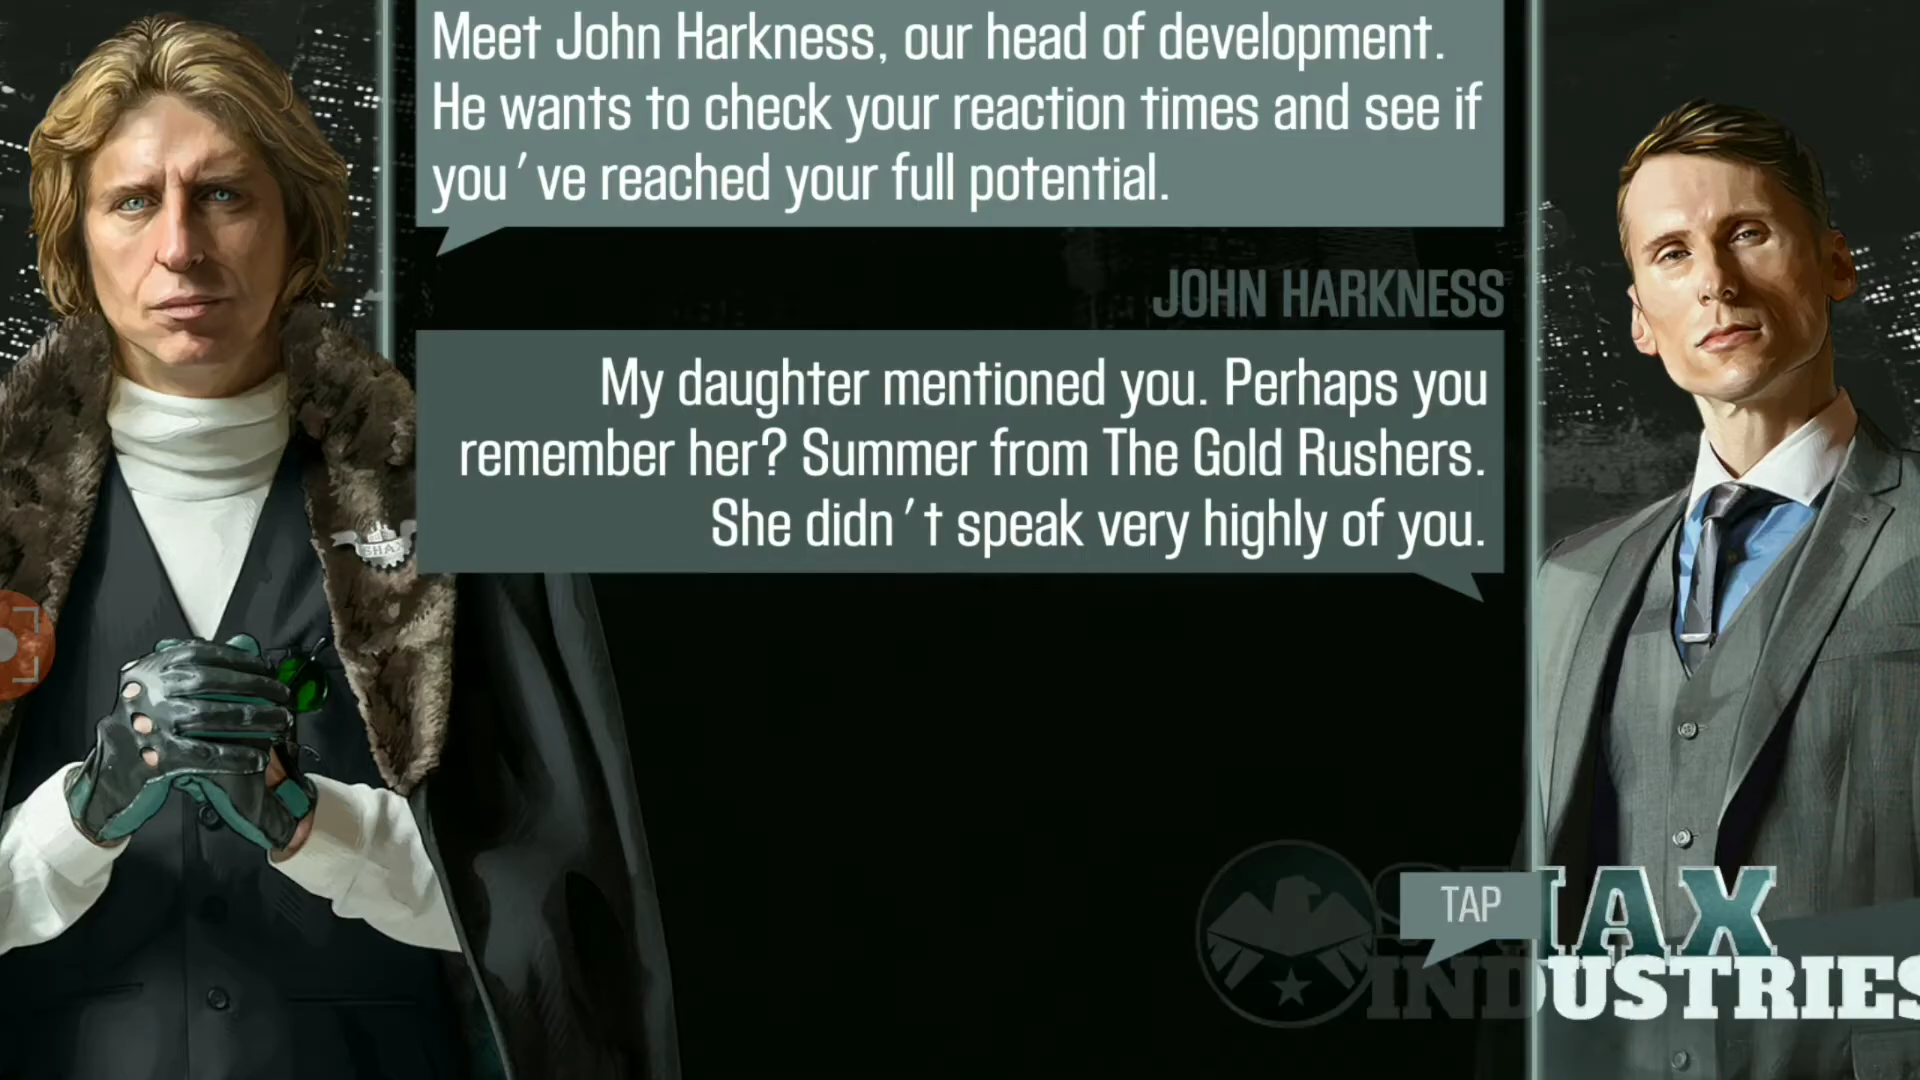 Meet John Harkness, our head of development.
He wants to check your reaction times and see if
you've reached your full potential.
JOHN HARKNESS
My daughter mentioned you. Perhaps you
remember her? Summer from The Gold Rushers.
She didn't speak very highly of you.
SHAX
TAP
SHAX
INDUSTRIES